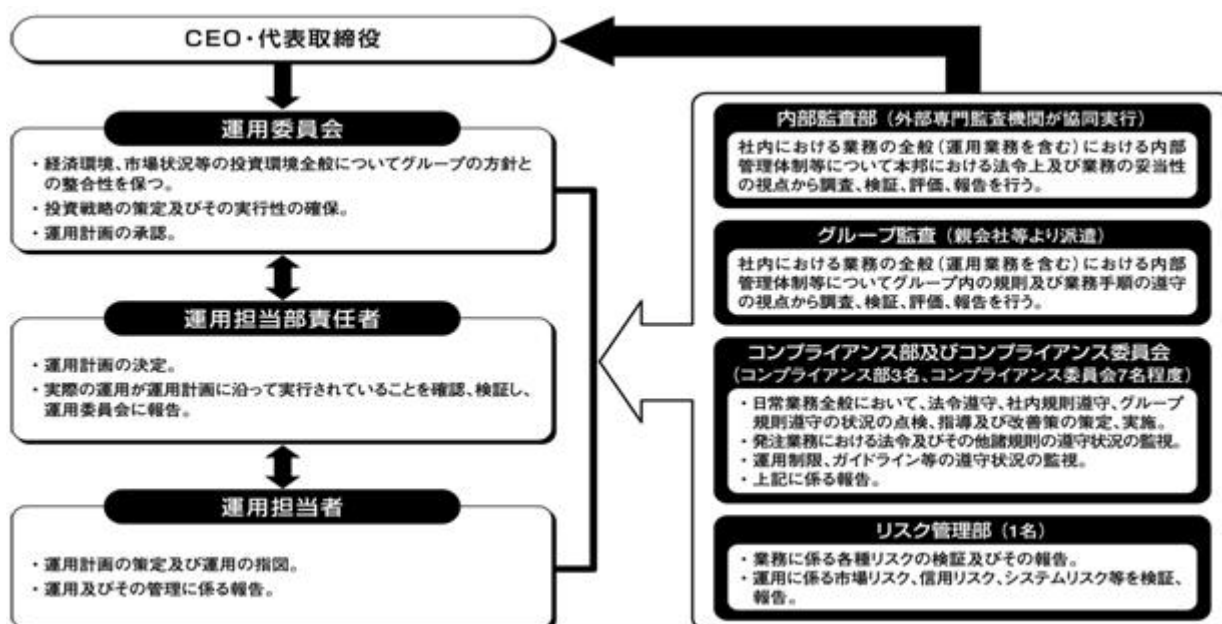 CEO・代表取締役
運用委員会
・経済環境、市場状況等の投資環境全般についてグループの方針と
の整合性を保つ。
・投資戦略の策定及びその実行性の確保。
・運用計画の承認。
運用担当部責任者
・運用計画の決定。
・実際の運用が運用計画に沿って実行されていることを確認、検証し、
運用委員会に報告。
運用担当者
・運用計画の策定及び運用の指図。
・運用及びその管理に係る報告。
内部監査部（外部専門監査機関が協同実行）
社内における業務の全般（運用業務を含む）における内部
管理体制等について本邦における法令上及び業務の妥当性
の視点から調査、検証、評価、報告を行う。
グループ監査（親会社等より派遣）
社内における業務の全般（運用業務を含む）における内部
管理体制等についてグループ内の規則及び業務手順の遵守
の視点から調査、検証、評価、報告を行う。
コンプライアンス部及びコンプライアンス委員会
（コンプライアンス部3名、コンプライアンス委員会7名程度）
・日常業務全般において、法令遵守、社内規則遵守、グループ
規則遵守の状況の点検、指導及び改善策の策定、実施。
・発注業務における法令及びその他諸規則の遵守状況の監視。
・運用制限、ガイドライン等の遵守状況の監視。
・上記に係る報告。
リスク管理部（1名）
・業務に係る各種リスクの検証及びその報告。
・運用に係る市場リスク、信用リスク、システムリスク等を検証、
報告。